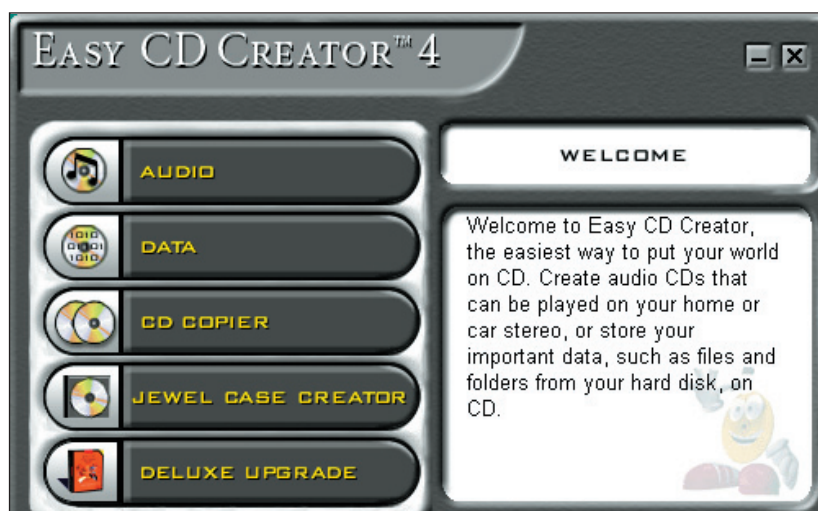 EASY CD CREATOR™ 4
AUDIO
DATA
CD COPIER
JEWEL CASE CREATOR
DELUXE UPGRADE
WELCOME
Welcome to Easy CD Creator,
the easiest way to put your world
on CD. Create audio CDs that
can be played on your home or
car stereo, or store your
important data, such as files and
folders from your hard disk, on
CD.